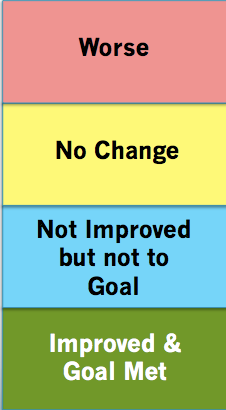 Worse
No Change
Not Improved
but not to
Goal
Improved &
Goal Met